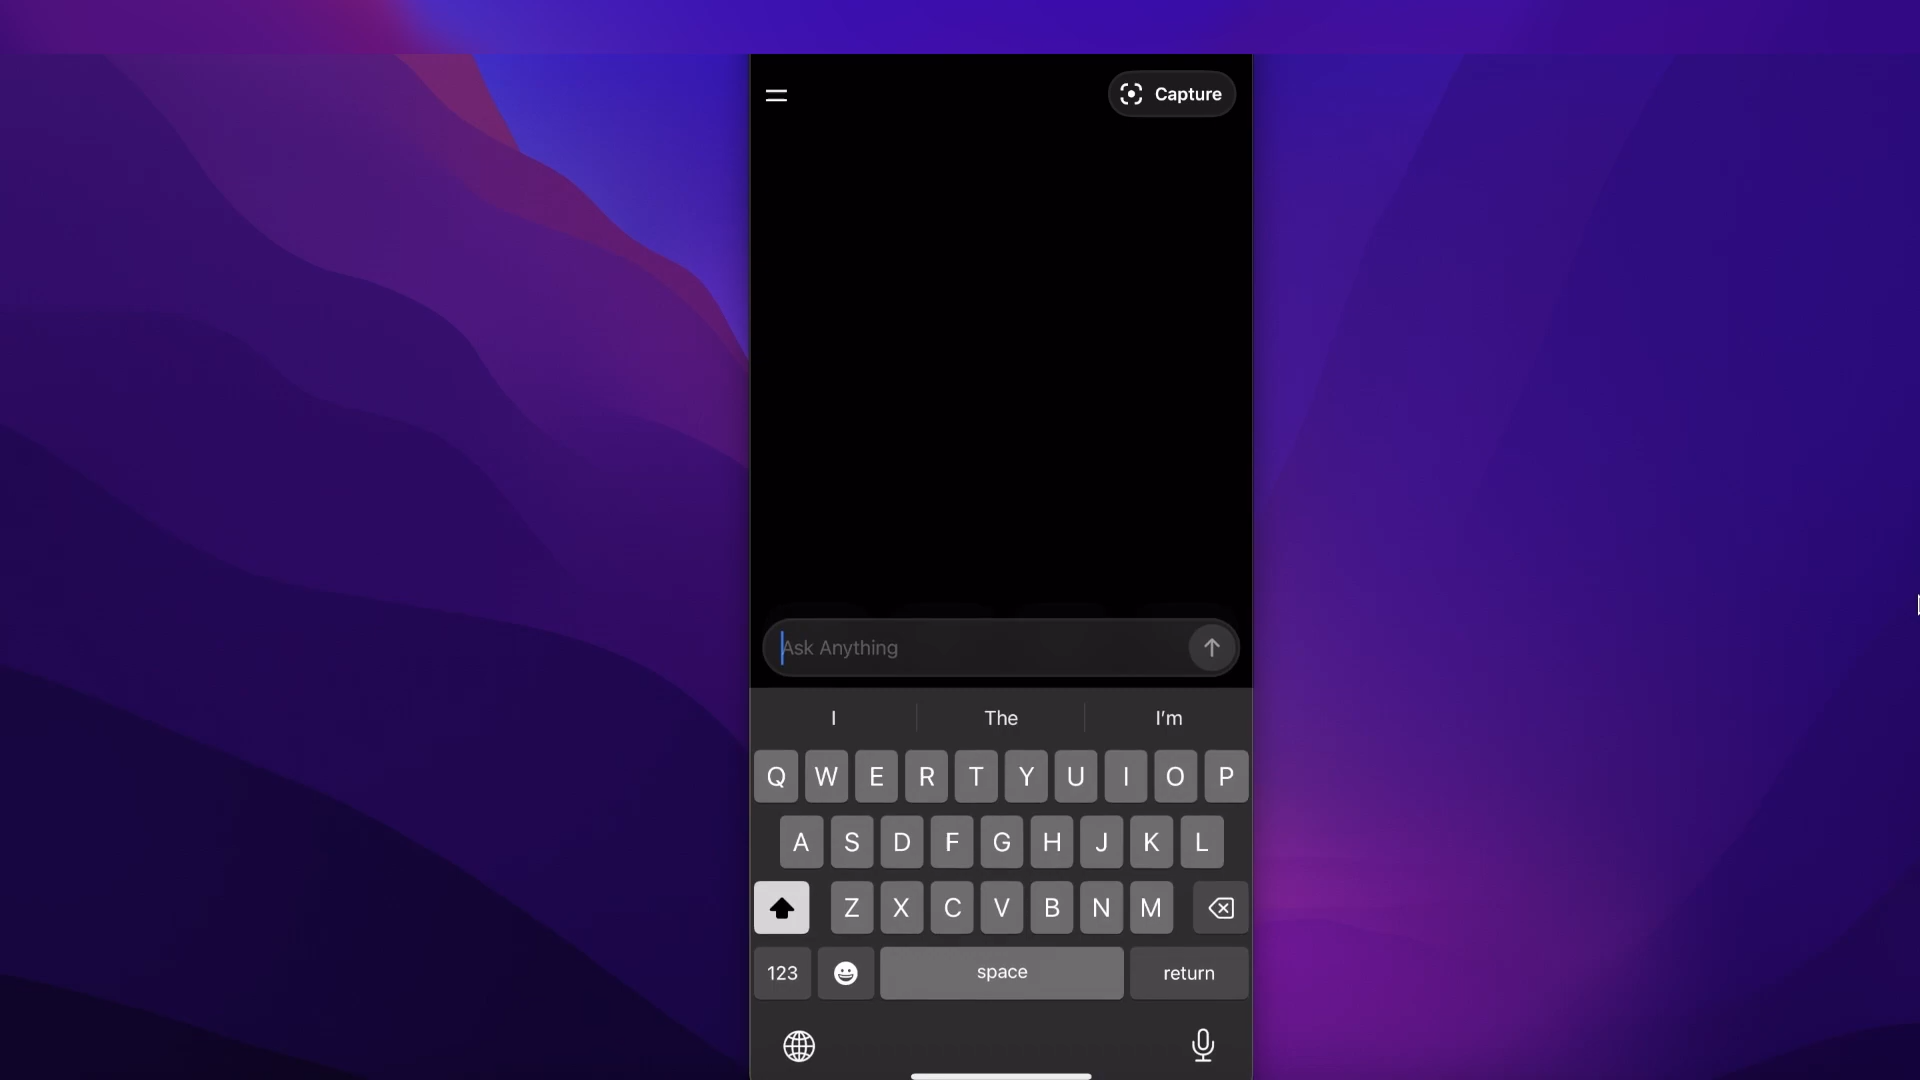 Capture
Ask Anything
I The I'm
Q W E R T Y U I O P
A S D F G H J K L
Z X C V B N M
123 space return